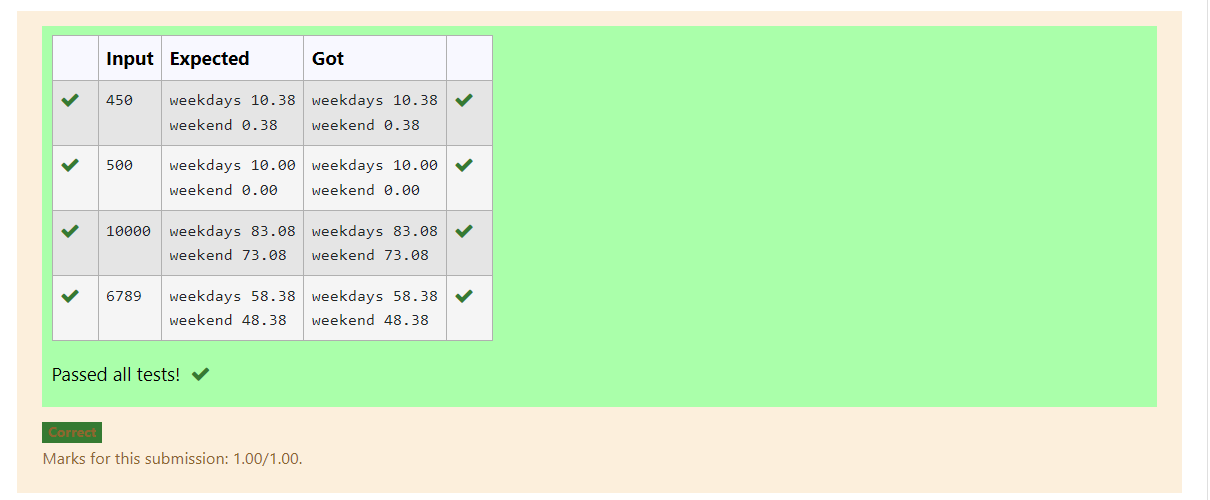 Input Expected Got
450 weekdays 10.38 weekdays 10.38
weekend 0.38 weekend 0.38
500 weekdays 10.00 weekdays 10.00
weekend 0.00 weekend 0.00
10000 weekdays 83.08 weekdays 83.08
weekend 73.08 weekend 73.08
6789 weekdays 58.38 weekdays 58.38
weekend 48.38 weekend 48.38
Passed all tests!
Correct
Marks for this submission: 1.00/1.00.